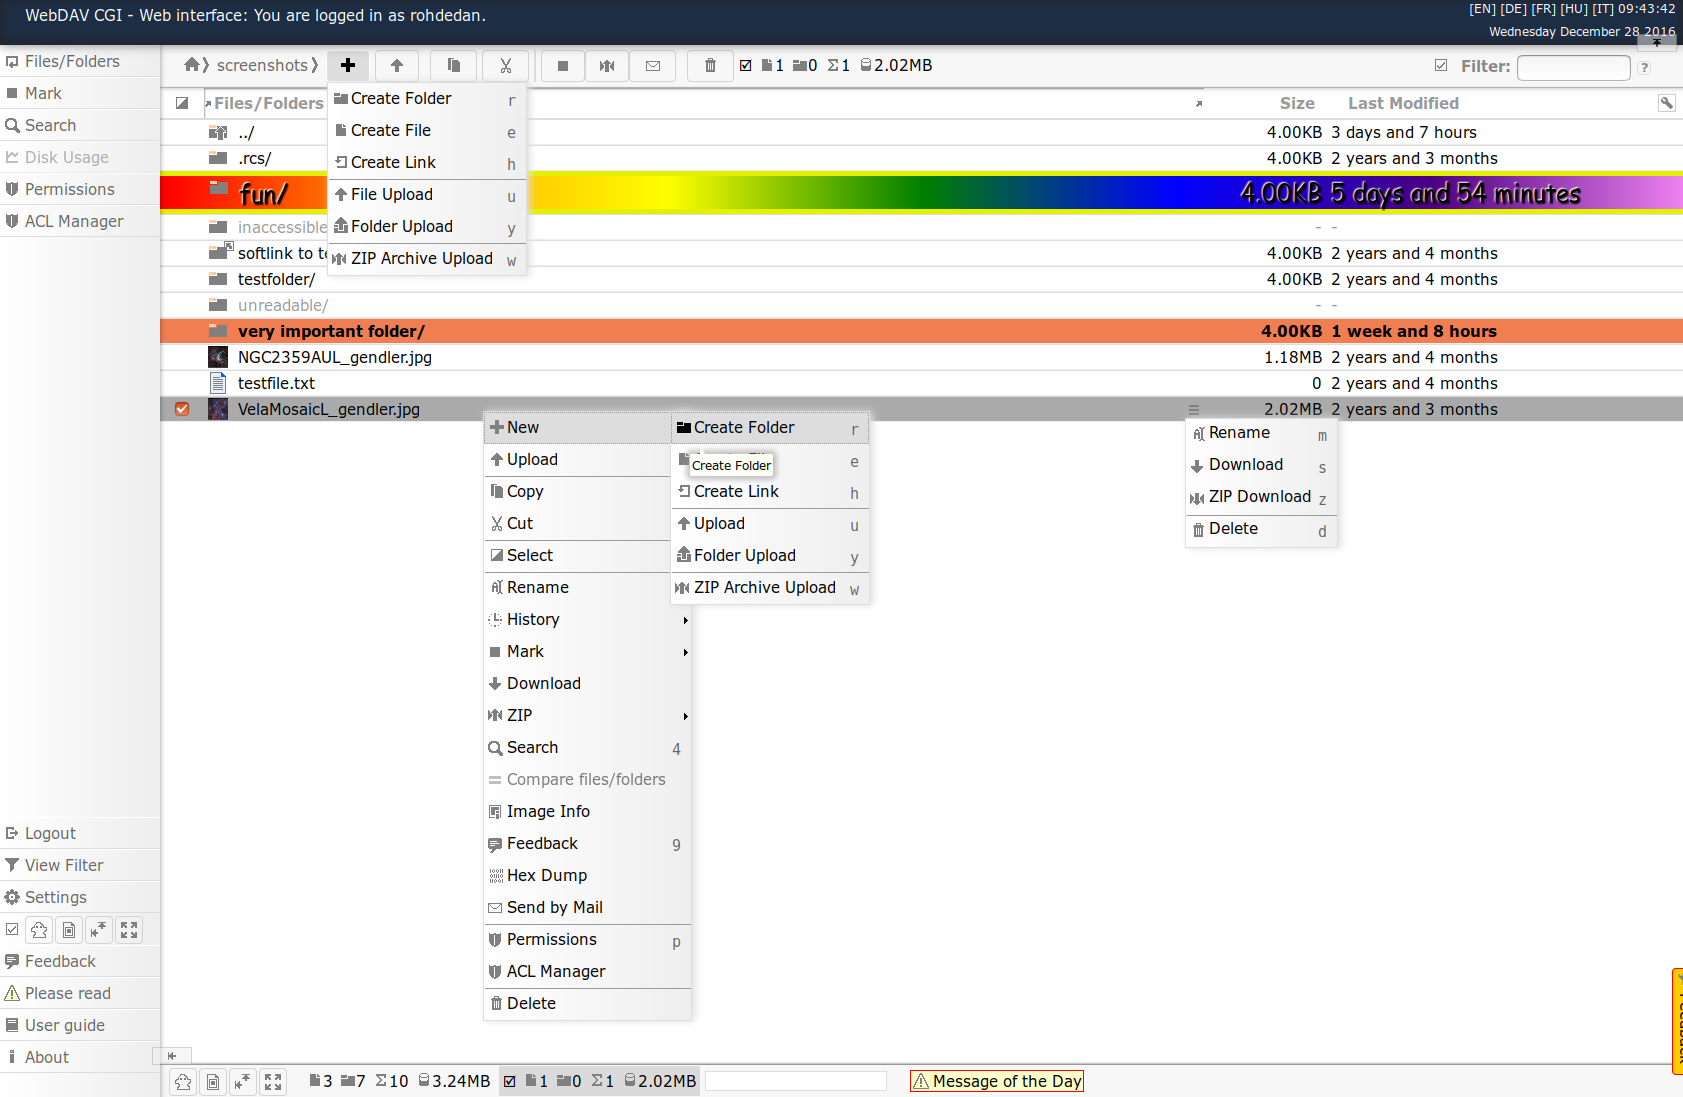 WebDAV CGI - Web interface: You are logged in as rohdedan.
[EN] [DE] [FR] [HU] [IT] 09:43:42
Wednesday December 28 2016
Files/Folders
Mark
Search
Disk Usage
Permissions
ACL Manager
screenshots
1 0 Σ1 2.02MB
Filter:
?
Files/Folders
Size
Last Modified
../ 4.00KB 3 days and 7 hours
.rcs/ 4.00KB 2 years and 3 months
fun/ 4.00KB 5 days and 54 minutes
inaccessible - -
softlink to te 4.00KB 2 years and 4 months
testfolder/ 4.00KB 2 years and 4 months
unreadable/ - -
very important folder/ 4.00KB 1 week and 8 hours
NGC2359AUL_gendler.jpg 1.18MB 2 years and 4 months
testfile.txt 0 2 years and 4 months
VelaMosaicL_gendler.jpg 2.02MB 2 years and 3 months
Create Folder r
Create File e
Create Link h
File Upload u
Folder Upload y
ZIP Archive Upload w
New
Upload
Copy
Cut
Select
Rename
History
Mark
Download
ZIP
Search 4
Compare files/folders
Image Info
Feedback 9
Hex Dump
Send by Mail
Permissions p
ACL Manager
Delete
Create Folder r
e
Create Folder
Create Link h
Upload u
Folder Upload y
ZIP Archive Upload w
Rename m
Download s
ZIP Download z
Delete d
Logout
View Filter
Settings
Feedback
Please read
User guide
About
3 7 Σ10 3.24MB
1 0 Σ1 2.02MB
Message of the Day